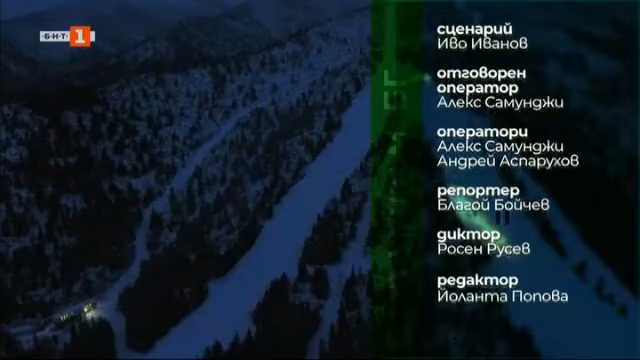 БНТ 1
сценарий
Иво Иванов
отговорен
оператор
Алекс Самунджи
оператори
Алекс Самунджи
Андрей Аспарухов
репортер
Благой Бойчев
диктор
Росен Русев
редактор
Йоланта Попова